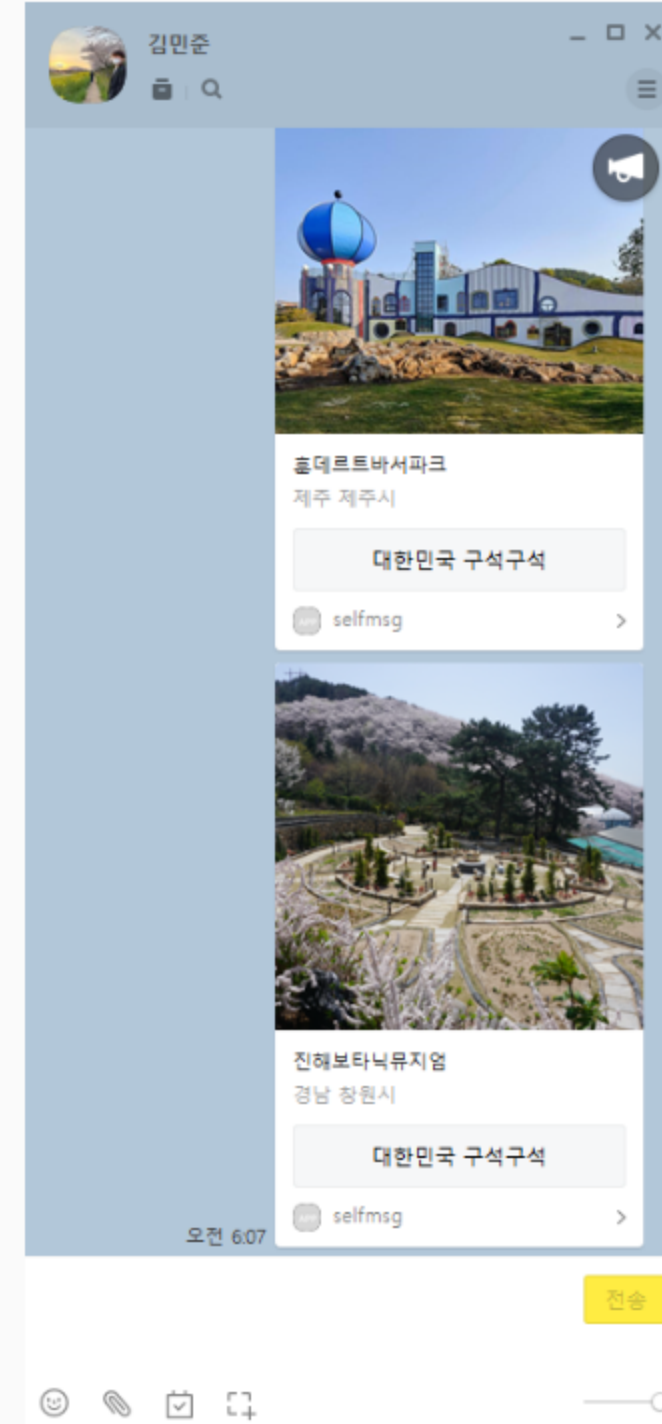 김민준
훈데르트바서파크
제주 제주시
대한민국 구석구석
selfmsg
진해보타닉뮤지엄
경남 창원시
대한민국 구석구석
selfmsg
오전 6:07
전송